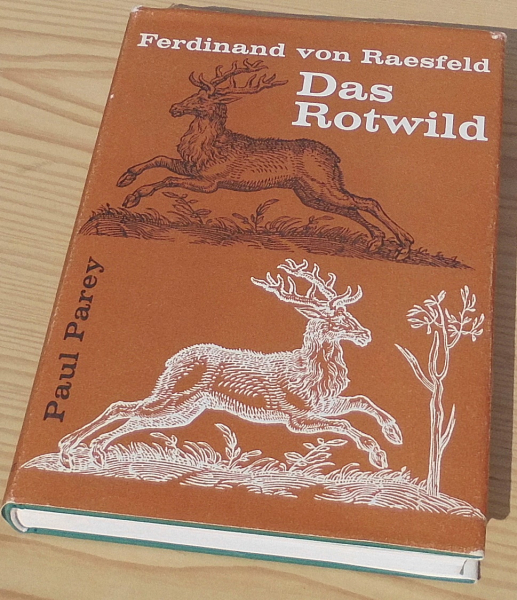 Ferdinand von Raesfeld
Das
Rotwild
Paul Parey